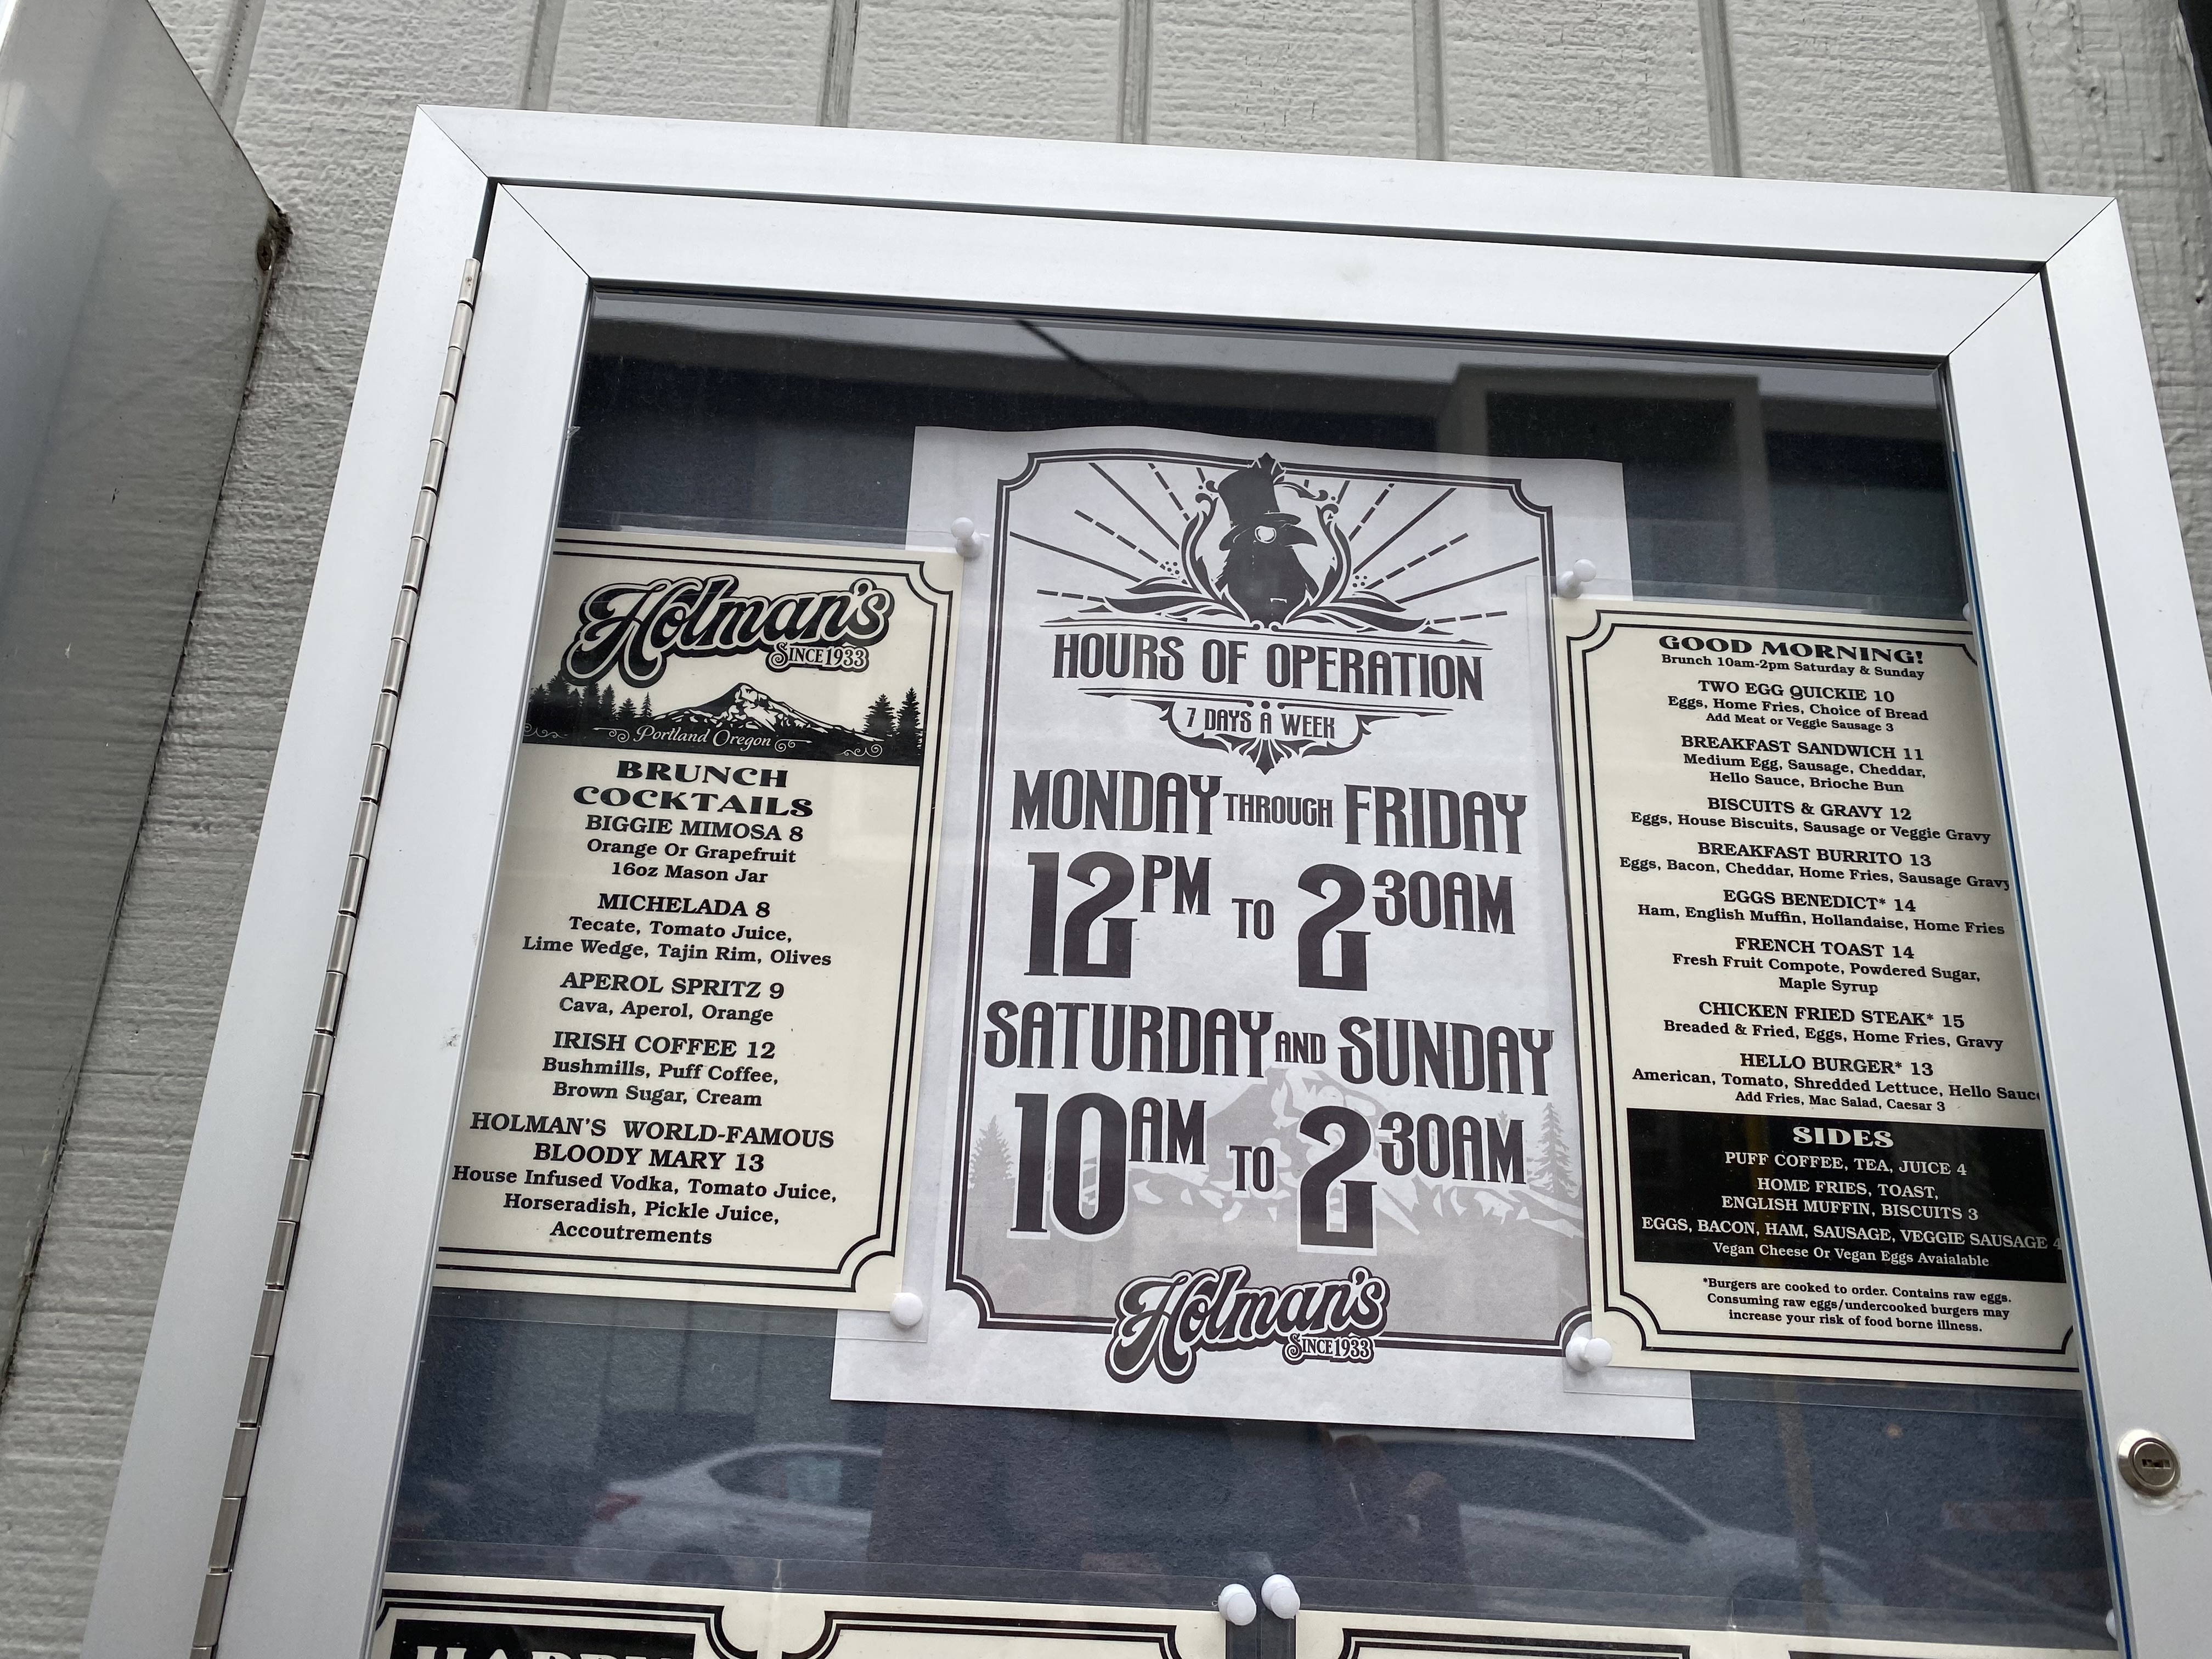 Holman's
SINCE 1933
Portland Oregon
BRUNCH
COCKTAILS
BIGGIE MIMOSA 8
Orange Or Grapefruit
16oz Mason Jar
MICHELADA 8
Tecate, Tomato Juice,
Lime Wedge, Tajin Rim, Olives
APEROL SPRITZ 9
Cava, Aperol, Orange
IRISH COFFEE 12
Bushmills, Puff Coffee,
Brown Sugar, Cream
HOLMAN'S WORLD-FAMOUS
BLOODY MARY 13
House Infused Vodka, Tomato Juice,
Horseradish, Pickle Juice,
Accoutrements
HOURS OF OPERATION
7 DAYS A WEEK
MONDAY THROUGH FRIDAY
12PM TO 230AM
SATURDAY AND SUNDAY
10AM TO 230AM
Holman's
SINCE 1933
GOOD MORNING!
Brunch 10am-2pm Saturday & Sunday
TWO EGG QUICKIE 10
Eggs, Home Fries, Choice of Bread
Add Meat or Veggie Sausage 3
BREAKFAST SANDWICH 11
Medium Egg, Sausage, Cheddar,
Hello Sauce, Brioche Bun
BISCUITS & GRAVY 12
Eggs, House Biscuits, Sausage or Veggie Gravy
BREAKFAST BURRITO 13
Eggs, Bacon, Cheddar, Home Fries, Sausage Gravy
EGGS BENEDICT* 14
Ham, English Muffin, Hollandaise, Home Fries
FRENCH TOAST 14
Fresh Fruit Compote, Powdered Sugar,
Maple Syrup
CHICKEN FRIED STEAK* 15
Breaded & Fried, Eggs, Home Fries, Gravy
HELLO BURGER* 13
American, Tomato, Shredded Lettuce, Hello Sauc
Add Fries, Mac Salad, Caesar 3
SIDES
PUFF COFFEE, TEA, JUICE 4
HOME FRIES, TOAST,
ENGLISH MUFFIN, BISCUITS 3
EGGS, BACON, HAM, SAUSAGE, VEGGIE SAUSAGE 4
Vegan Cheese Or Vegan Eggs Avaialable
*Burgers are cooked to order. Contains raw eggs.
Consuming raw eggs/undercooked burgers may
increase your risk of food borne illness.